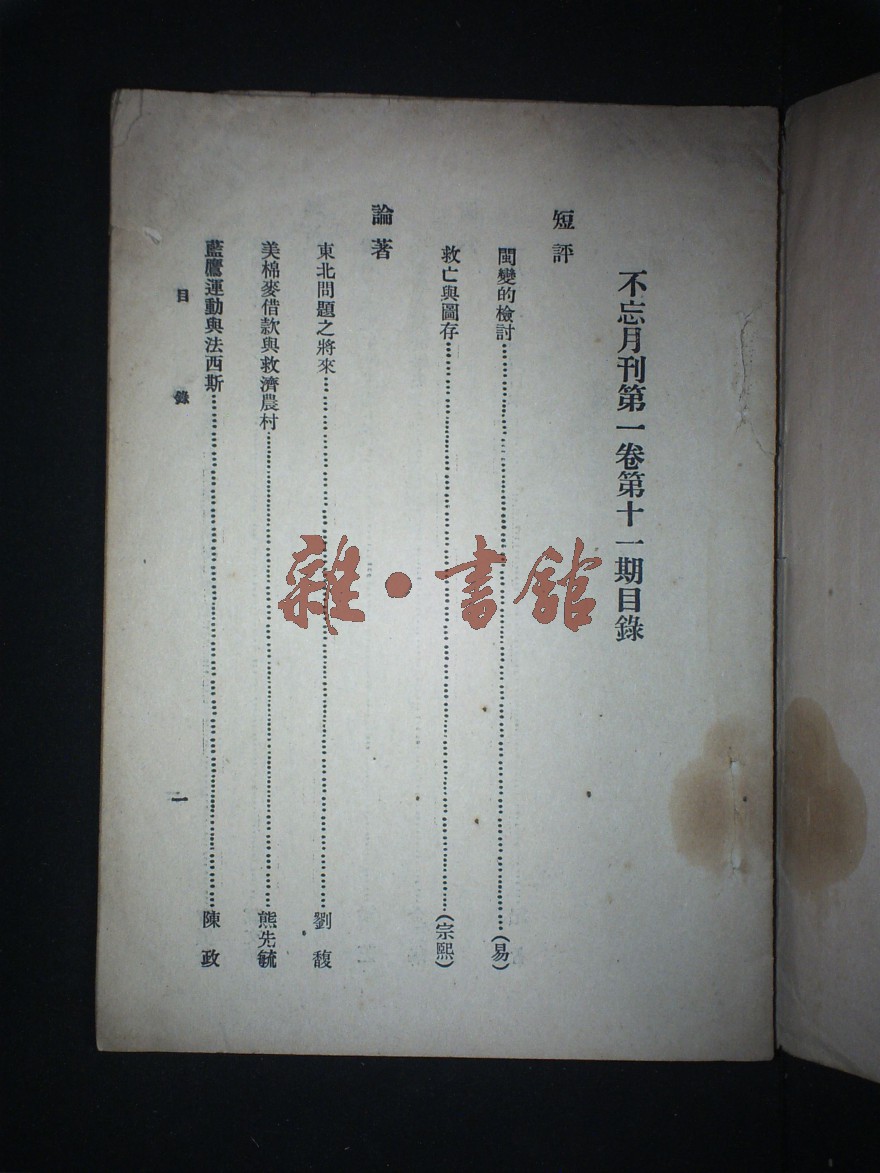 不忘月刊第一卷第十一期目錄
短評
閩變的檢討……(易)
救亡與圖存……(宗熙)
論著
東北問題之將來……劉馥
美棉麥借款與救濟農村……熊先毓
藍鷹運動與法西斯……陳政
目錄
一
雜·書館